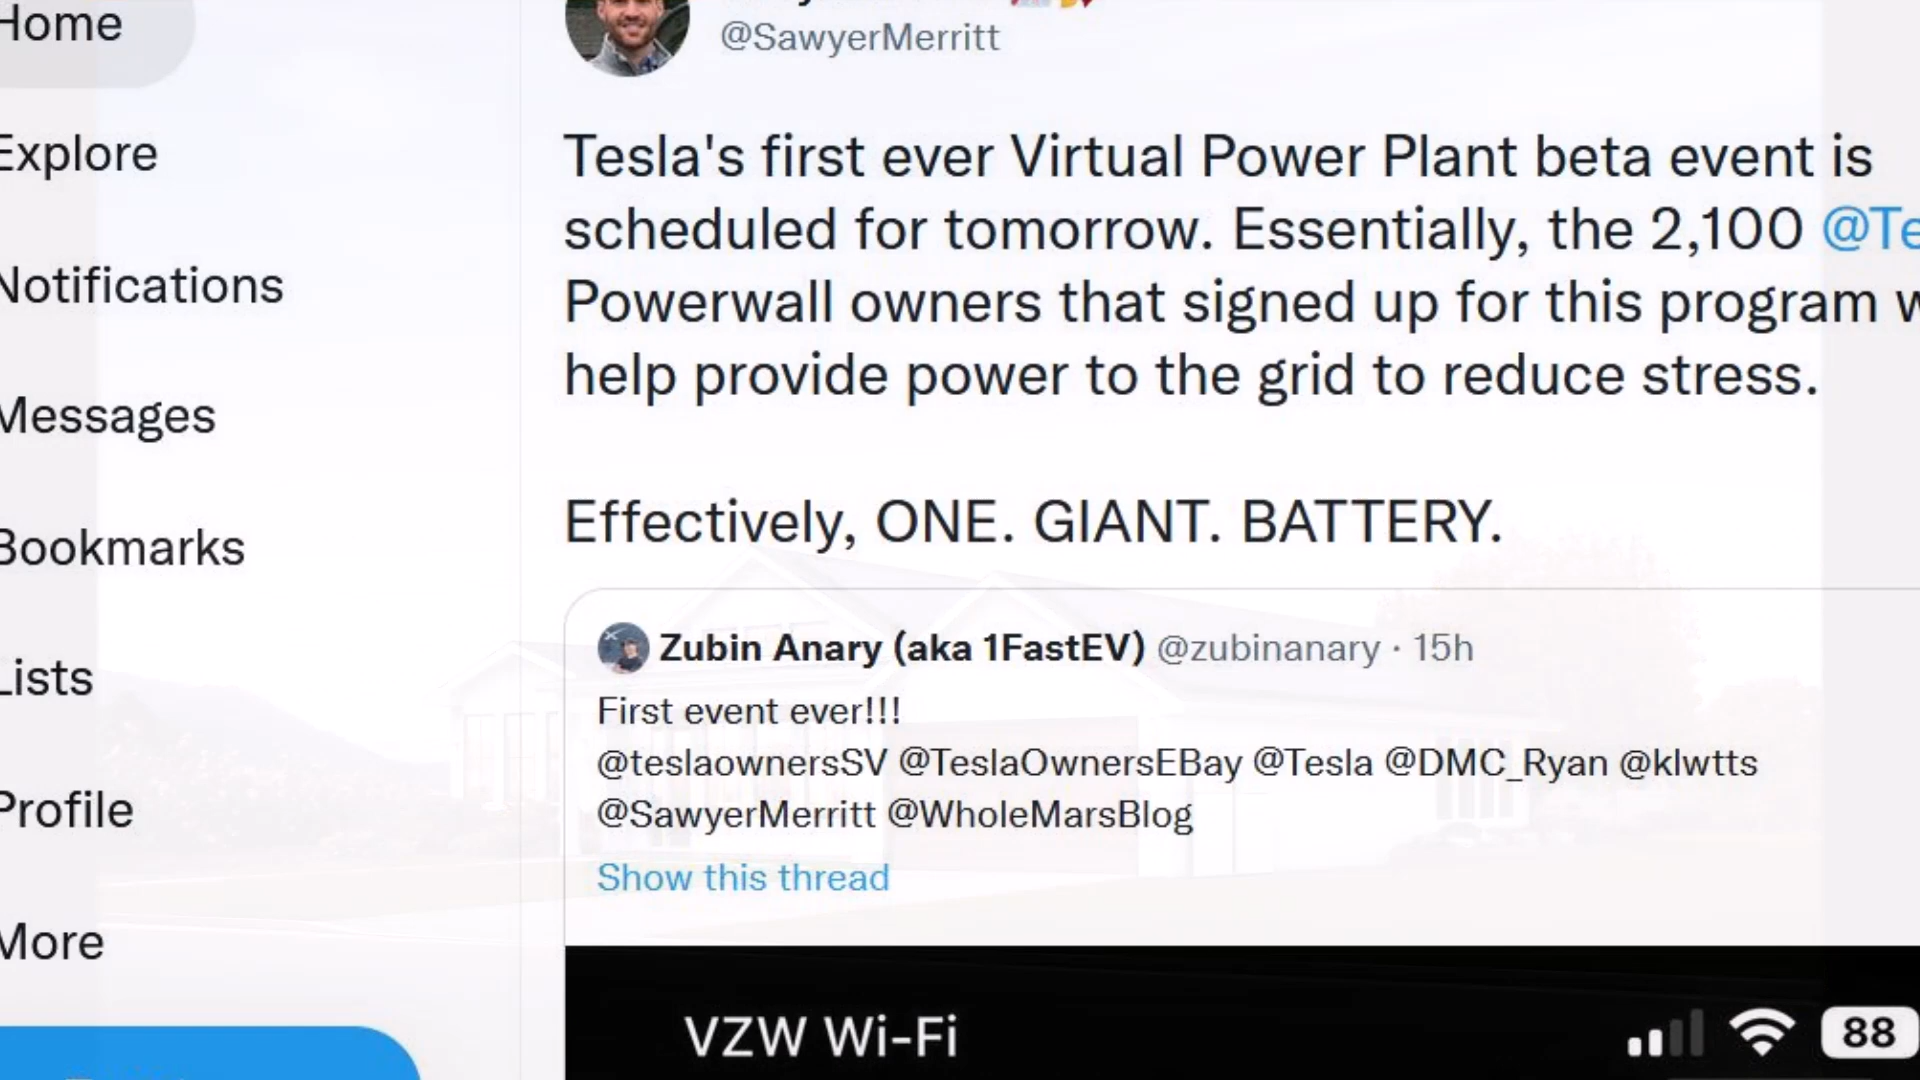 Home
@SawyerMerritt
Explore
Notifications
Messages
Bookmarks
Lists
Profile
More
Tesla's first ever Virtual Power Plant beta event is
scheduled for tomorrow. Essentially, the 2,100 @Te
Powerwall owners that signed up for this program w
help provide power to the grid to reduce stress.
Effectively, ONE. GIANT. BATTERY.
Zubin Anary (aka 1FastEV) @zubinanary · 15h
First event ever!!!
@teslaownersSV @TeslaOwnersEBay @Tesla @DMC_Ryan @klwtts
@SawyerMerritt @WholeMarsBlog
Show this thread
VZW Wi-Fi
88